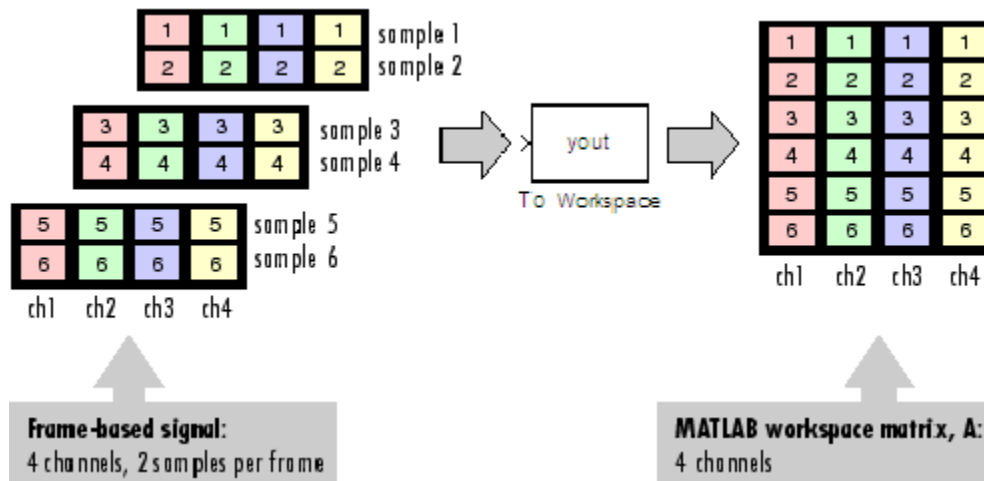 1 1 1 1 sample 1
2 2 2 2 sample 2
3 3 3 3 sample 3
4 4 4 4 sample 4
5 5 5 5 sample 5
6 6 6 6 sample 6
ch1 ch2 ch3 ch4
yout
To Workspace
1 1 1 1
2 2 2 2
3 3 3 3
4 4 4 4
5 5 5 5
6 6 6 6
ch1 ch2 ch3 ch4
Frame-based signal:
4 channels, 2 samples per frame
MATLAB workspace matrix, A:
4 channels